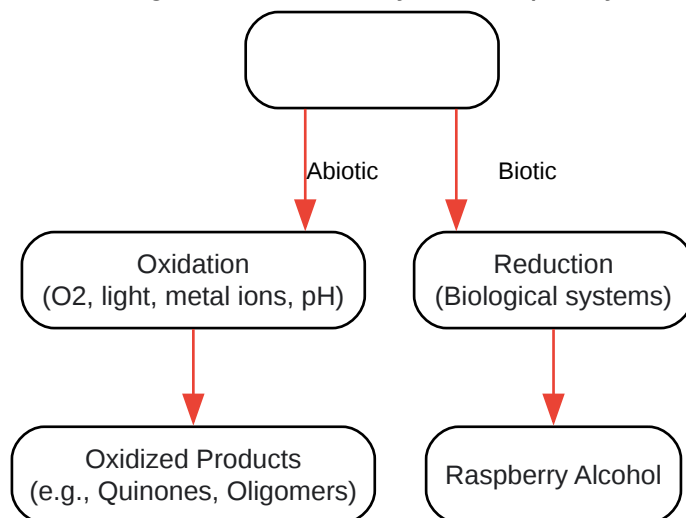 Abiotic
Biotic
Oxidation
(O2, light, metal ions, pH)
Reduction
(Biological systems)
Oxidized Products
(e.g., Quinones, Oligomers)
Raspberry Alcohol